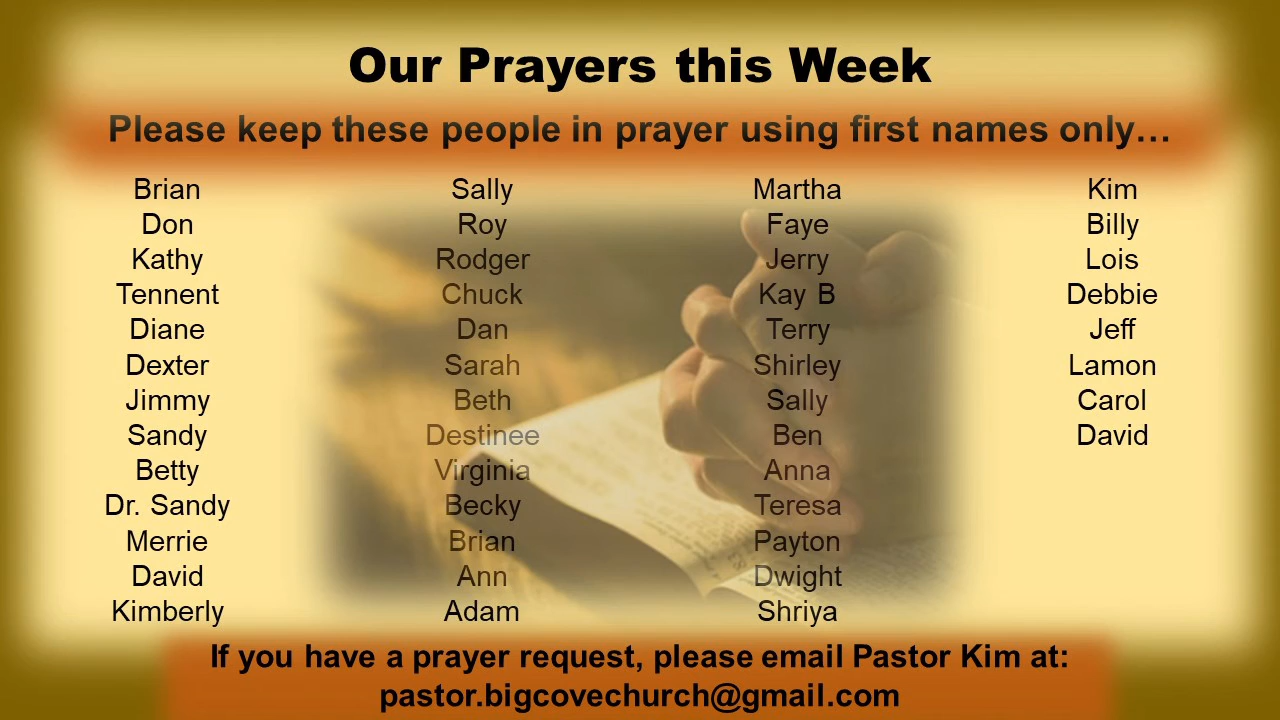 Our Prayers this Week
Please keep these people in prayer using first names only…
Brian
Don
Kathy
Tennent
Diane
Dexter
Jimmy
Sandy
Betty
Dr. Sandy
Merrie
David
Kimberly
Sally
Roy
Rodger
Chuck
Dan
Sarah
Beth
Destinee
Virginia
Becky
Brian
Ann
Adam
Martha
Faye
Jerry
Kay B
Terry
Shirley
Sally
Ben
Anna
Teresa
Payton
Dwight
Shriya
Kim
Billy
Lois
Debbie
Jeff
Lamon
Carol
David
If you have a prayer request, please email Pastor Kim at:
pastor.bigcovechurch@gmail.com